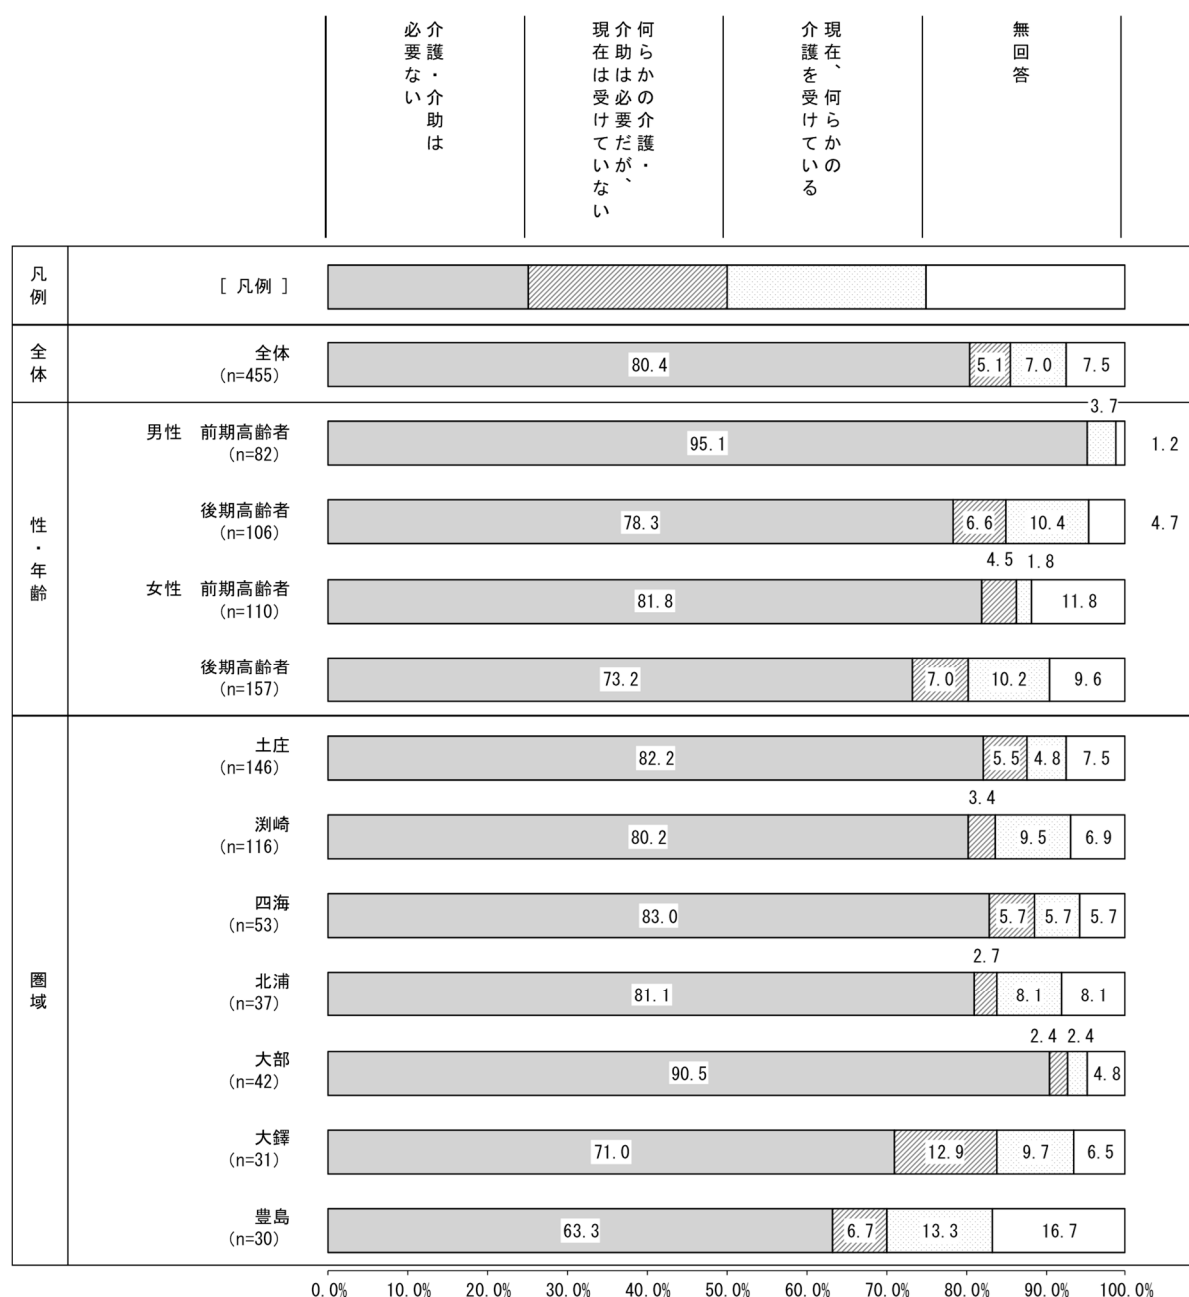 介護・介助は
必要ない
何らかの介護・
介助は必要だが、
現在は受けていない
現在、何らかの
介護を受けている
無回答
凡例
[ 凡例 ]
全体
全体
(n=455)
80.4
5.1
7.0
7.5
性・年齢
男性 前期高齢者
(n=82)
95.1
3.7
1.2
後期高齢者
(n=106)
78.3
6.6
10.4
4.7
女性 前期高齢者
(n=110)
81.8
4.5
1.8
11.8
後期高齢者
(n=157)
73.2
7.0
10.2
9.6
圏域
土庄
(n=146)
82.2
5.5
4.8
7.5
渕崎
(n=116)
80.2
3.4
9.5
6.9
四海
(n=53)
83.0
5.7
5.7
5.7
北浦
(n=37)
81.1
2.7
8.1
8.1
大部
(n=42)
90.5
2.4
2.4
4.8
大鐸
(n=31)
71.0
12.9
9.7
6.5
豊島
(n=30)
63.3
6.7
13.3
16.7
0.0% 10.0% 20.0% 30.0% 40.0% 50.0% 60.0% 70.0% 80.0% 90.0% 100.0%